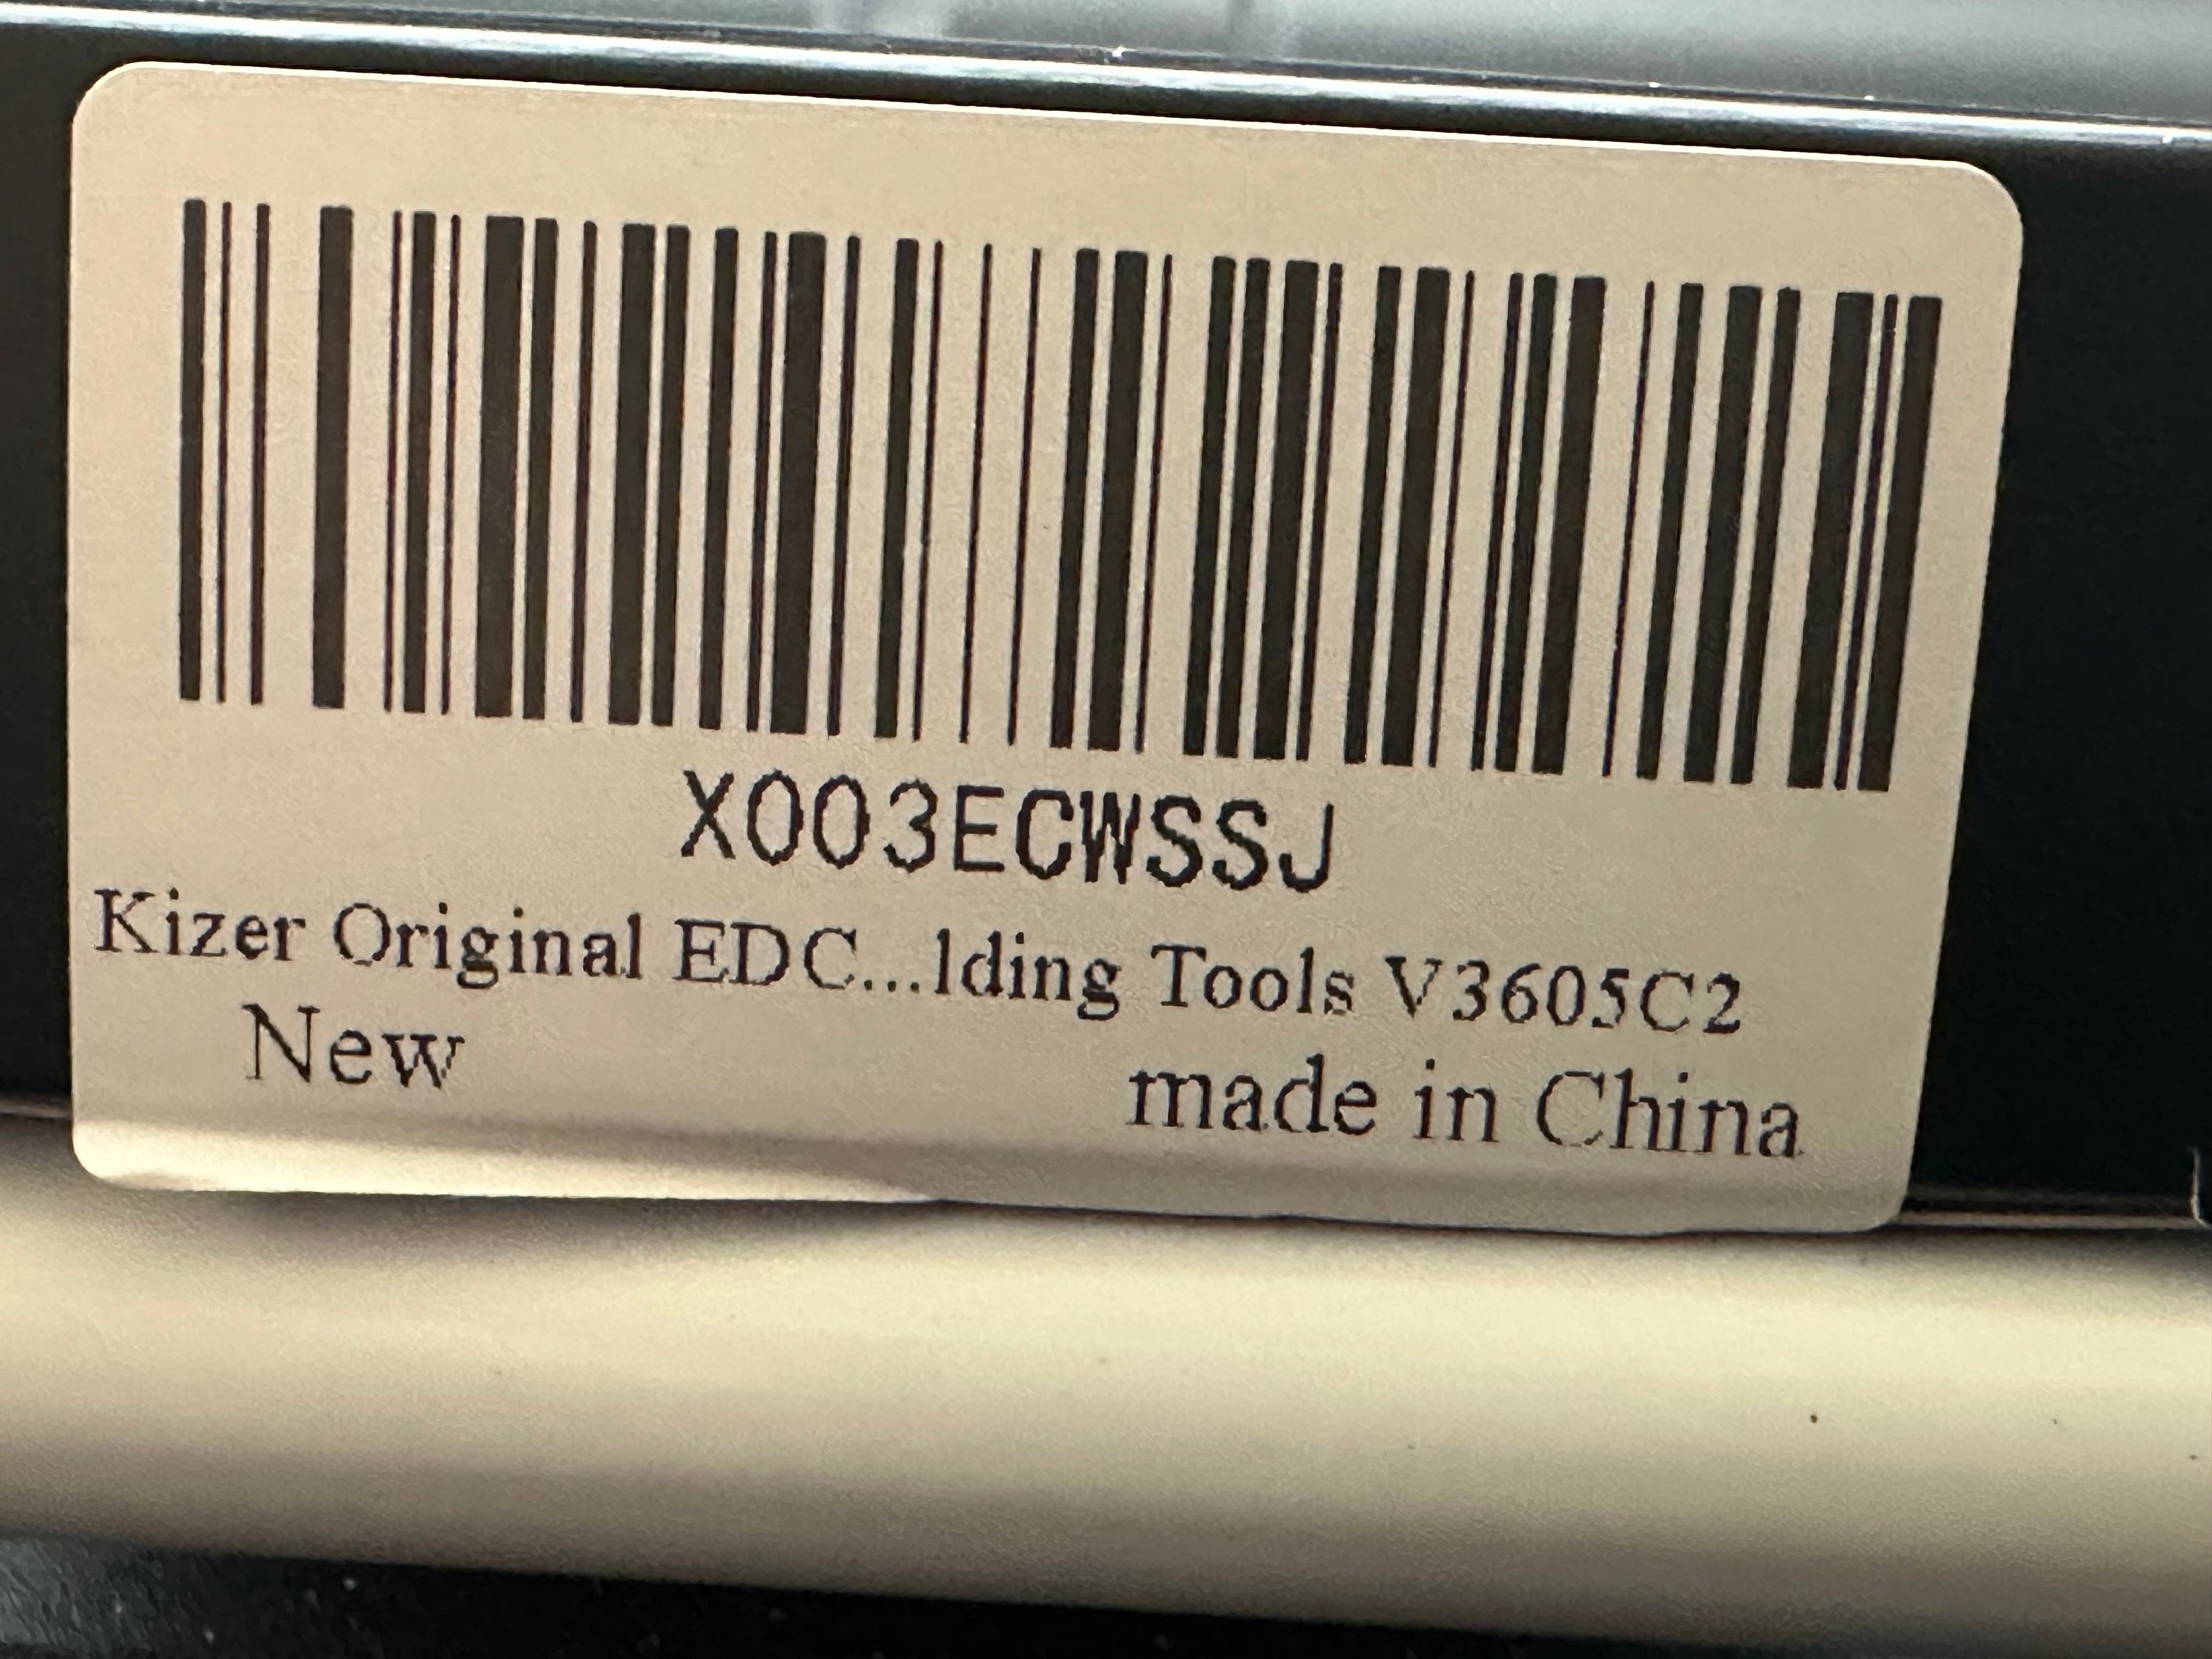 X003ECWSSJ
Kizer Original EDC...lding Tools V3605C2
New
made in China